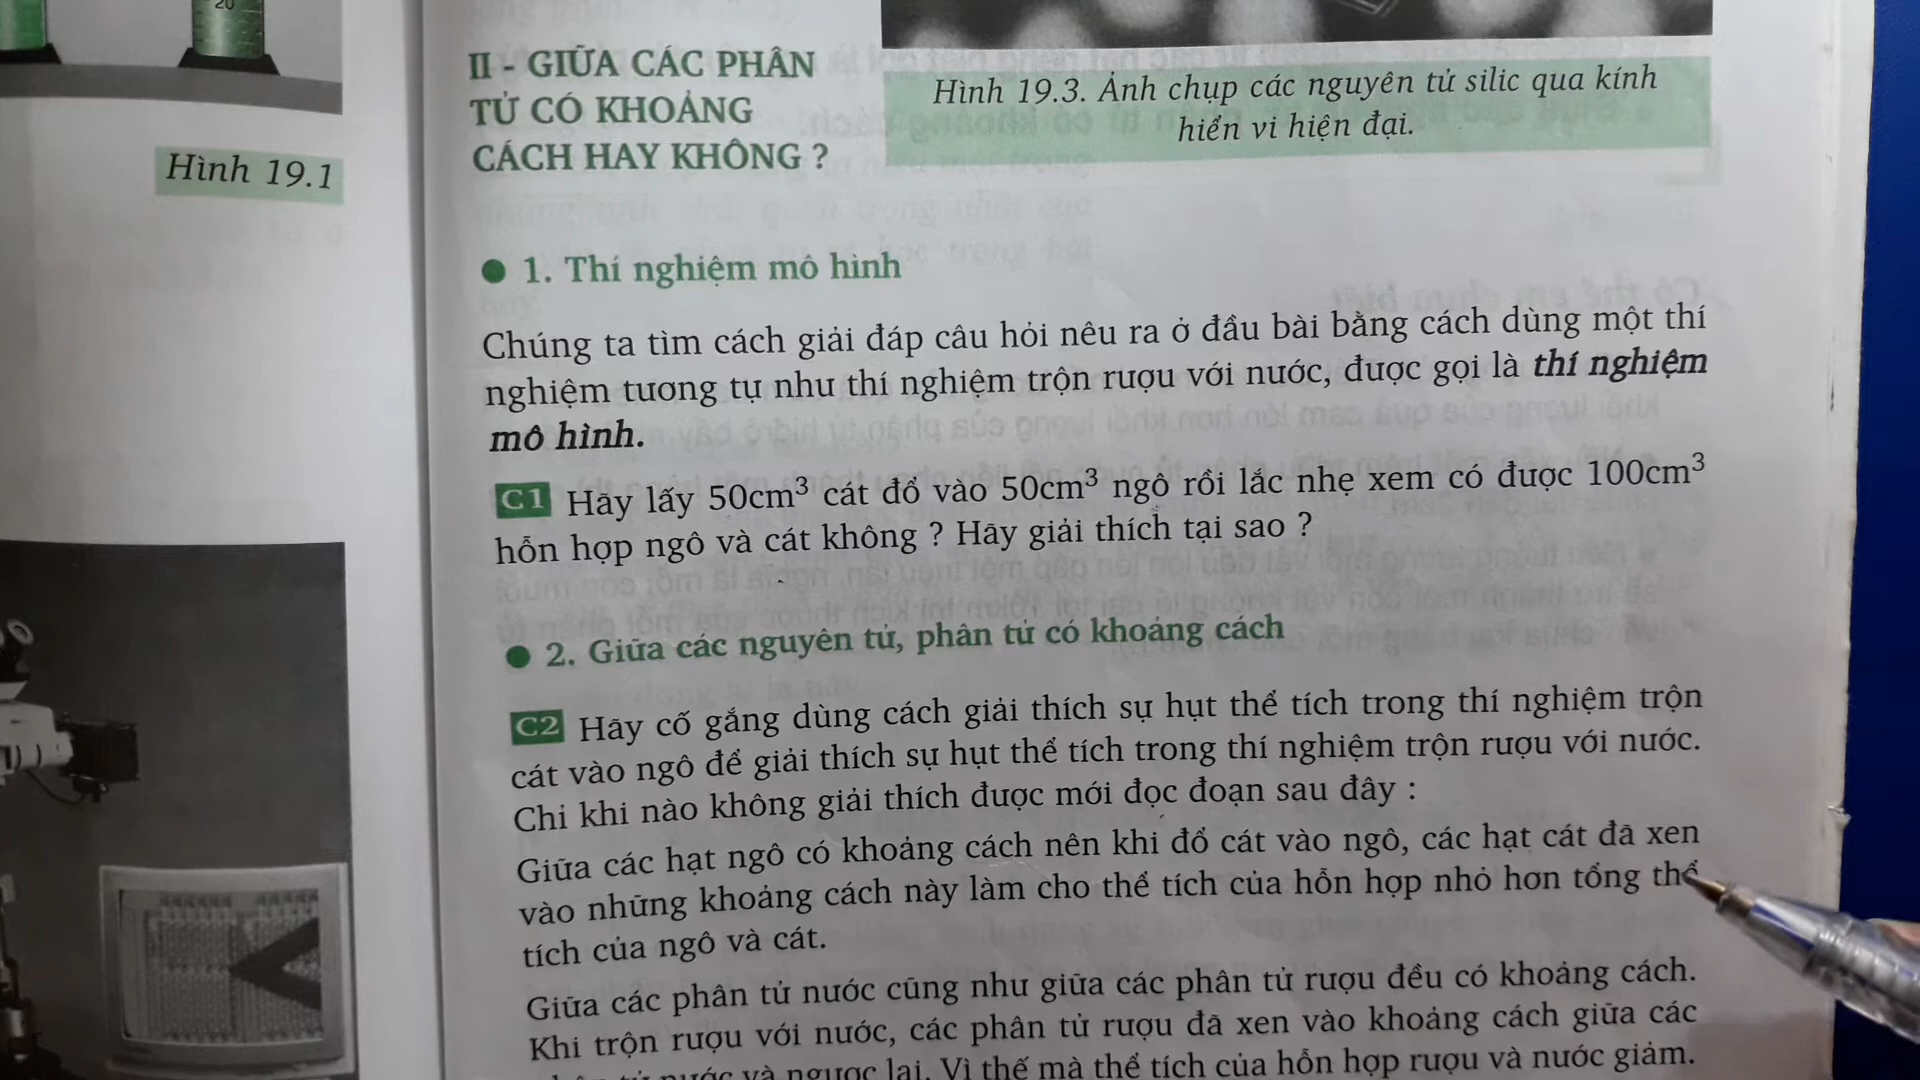 20
Hình 19.1
II - GIỮA CÁC PHÂN
TỬ CÓ KHOẢNG
CÁCH HAY KHÔNG ?
Hình 19.3. Ảnh chụp các nguyên tử silic qua kính
hiển vi hiện đại.
1. Thí nghiệm mô hình
Chúng ta tìm cách giải đáp câu hỏi nêu ra ở đầu bài bằng cách dùng một thí
nghiệm tương tự như thí nghiệm trộn rượu với nước, được gọi là thí nghiệm
mô hình.
C1 Hãy lấy 50cm³ cát đổ vào 50cm³ ngô rồi lắc nhẹ xem có được 100cm³
hỗn hợp ngô và cát không ? Hãy giải thích tại sao ?
2. Giữa các nguyên tử, phân tử có khoảng cách
C2 Hãy cố gắng dùng cách giải thích sự hụt thể tích trong thí nghiệm trộn
cát vào ngô để giải thích sự hụt thể tích trong thí nghiệm trộn rượu với nước.
Chỉ khi nào không giải thích được mới đọc đoạn sau đây :
Giữa các hạt ngô có khoảng cách nên khi đổ cát vào ngô, các hạt cát đã xen
vào những khoảng cách này làm cho thể tích của hỗn hợp nhỏ hơn tổng thể
tích của ngô và cát.
Giữa các phân tử nước cũng như giữa các phân tử rượu đều có khoảng cách.
Khi trộn rượu với nước, các phân tử rượu đã xen vào khoảng cách giữa các
tử nước và ngược lại. Vì thế mà thể tích của hỗn hợp rượu và nước giảm.